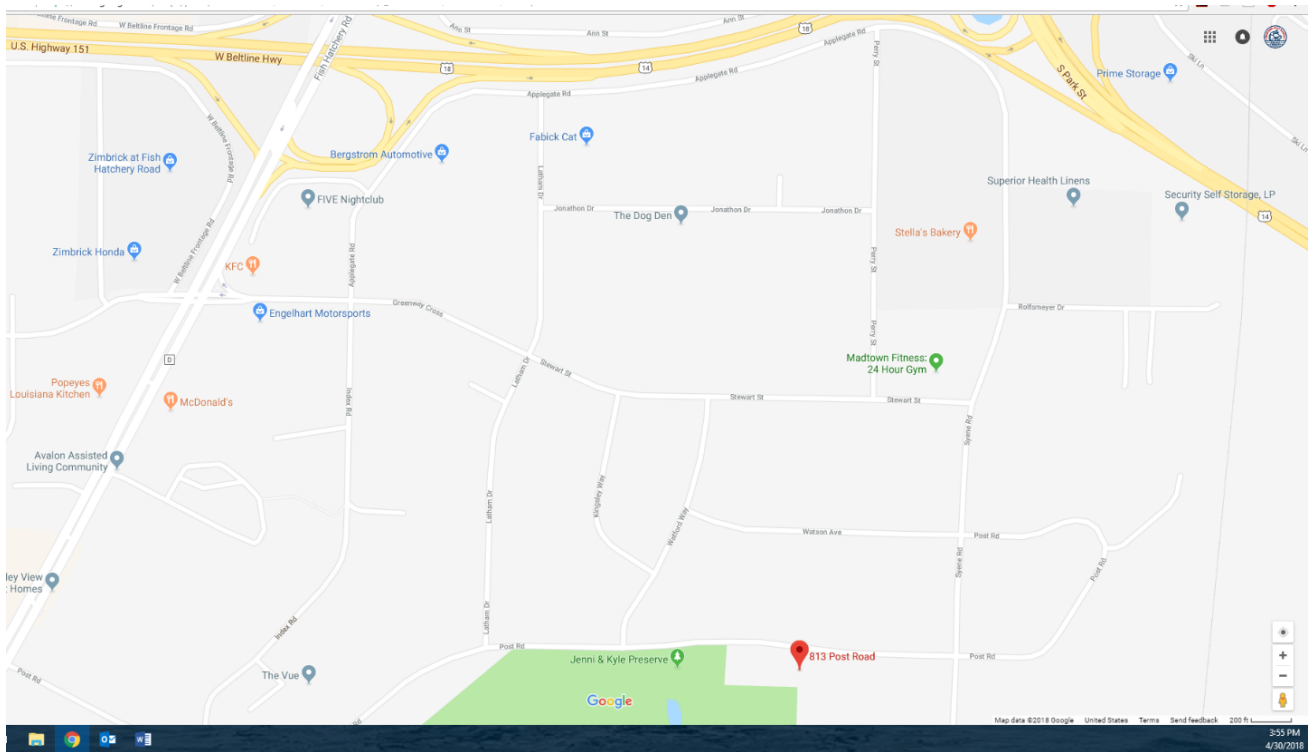 Frontage Rd
W Beltline Frontage Rd
U.S. Highway 151
W Beltline Hwy
Fish Hatchery Rd
Ann St
Ann St
18
14
18
Applegate Rd
Applegate Rd
Applegate Rd
Perry St
S Park St
Prime Storage
Ski Ln
Ski Ln
W Beltline Frontage Rd
Zimbrick at Fish
Hatchery Road
Bergstrom Automotive
Fabick Cat
Latham Dr
FIVE Nightclub
Jonathon Dr
The Dog Den
Jonathon Dr
Jonathon Dr
Superior Health Linens
Security Self Storage, LP
14
Stella's Bakery
Zimbrick Honda
W Beltline Frontage Rd
KFC
Applegate Rd
Perry St
Engelhart Motorsports
Greenway Cross
Rolfsmeyer Dr
Perry St
D
Latham Dr
Stewart St
Madtown Fitness:
24 Hour Gym
Popeyes
Louisiana Kitchen
McDonald's
Index Rd
Stewart St
Stewart St
Syene Rd
Avalon Assisted
Living Community
Latham Dr
Kingsley Way
Watford Way
Watson Ave
Post Rd
Syene Rd
Post Rd
ley View
t Homes
Index Rd
Latham Dr
Post Rd
Jenni & Kyle Preserve
813 Post Road
Post Rd
Post Rd
The Vue
Google
Map data ©2018 Google United States Terms Send feedback 200 ft
3:55 PM
4/30/2018